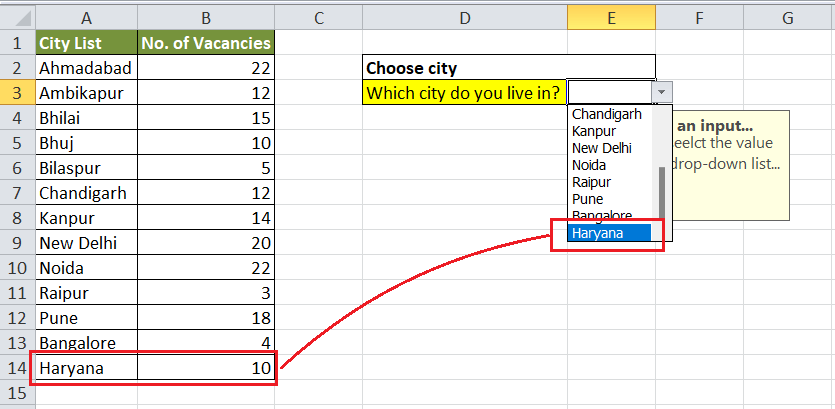 A B C D E F G
1 City List No. of Vacancies
2 Ahmadabad 22 Choose city
3 Ambikapur 12 Which city do you live in?
4 Bhilai 15
5 Bhuj 10
6 Bilaspur 5
7 Chandigarh 12
8 Kanpur 14
9 New Delhi 20
10 Noida 22
11 Raipur 3
12 Pune 18
13 Bangalore 4
14 Haryana 10
15
Chandigarh
Kanpur
New Delhi
Noida
Raipur
Pune
Bangalore
Haryana
an input...
seelct the value
drop-down list...